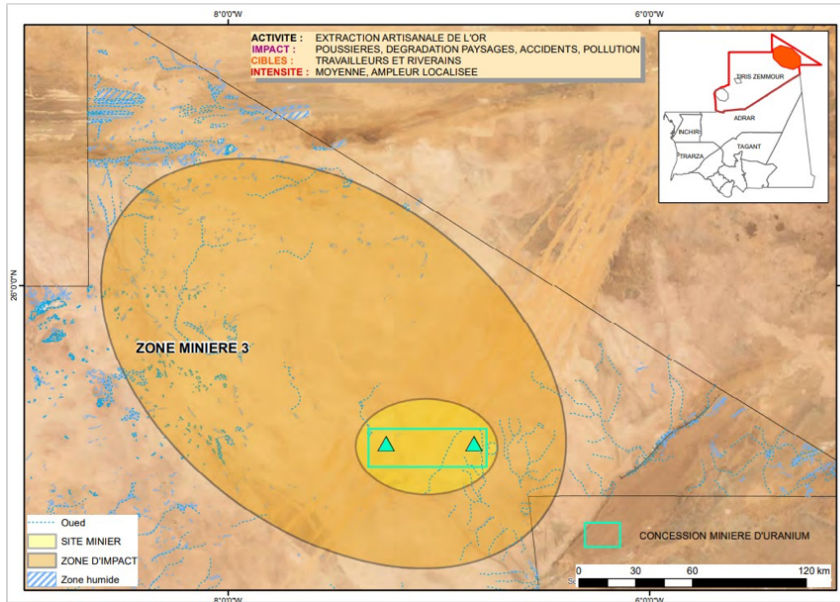 8°0'0"W
6°0'0"W
ACTIVITE : EXTRACTION ARTISANALE DE L'OR
IMPACT : POUSSIERES, DEGRADATION PAYSAGES, ACCIDENTS, POLLUTION
CIBLES : TRAVAILLEURS ET RIVERAINS
INTENSITE : MOYENNE, AMPLEUR LOCALISEE
TIRIS ZEMMOUR
ADRAR
INCHIRI
TAGANT
TRARZA
26°0'0"N
26°0'0"N
ZONE MINIERE 3
Oued
SITE MINIER
ZONE D'IMPACT
Zone humide
CONCESSION MINIERE D'URANIUM
0 30 60 120 km
8°0'0"W
6°0'0"W